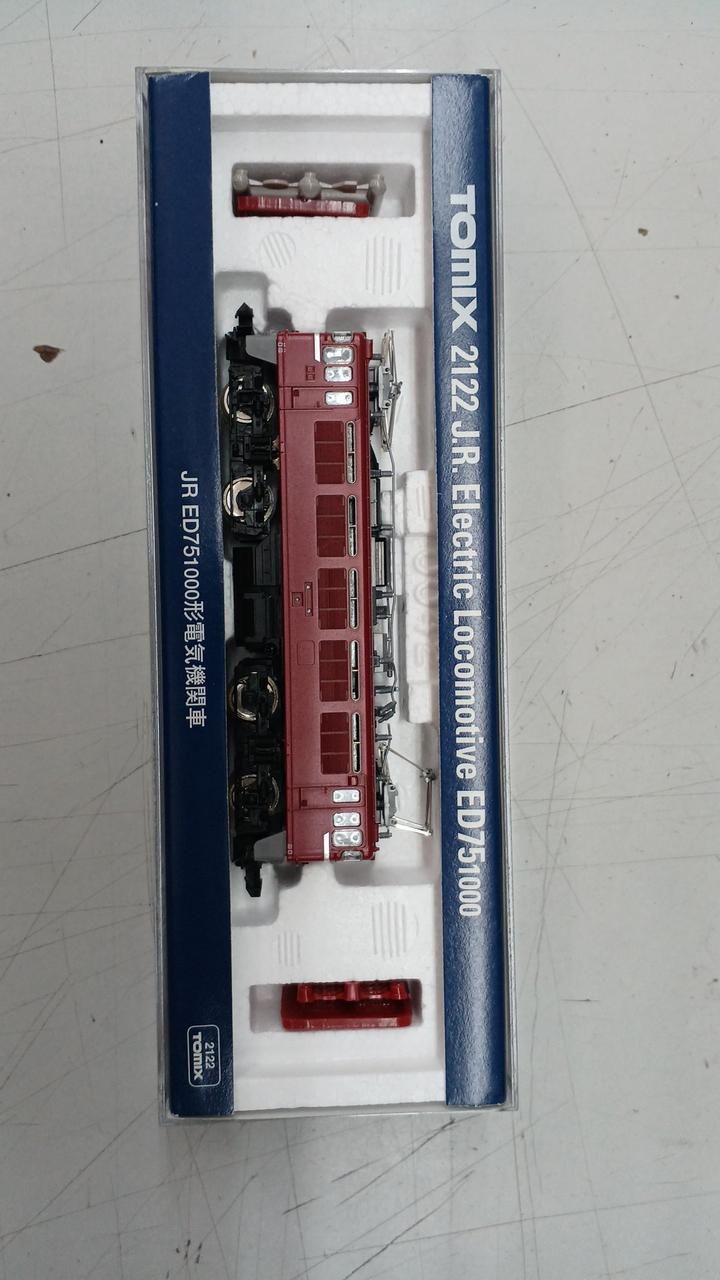 TOMIX 2122 J.R. Electric Locomotive ED751000
JR ED751000形電気機関車
2122
TOMIX